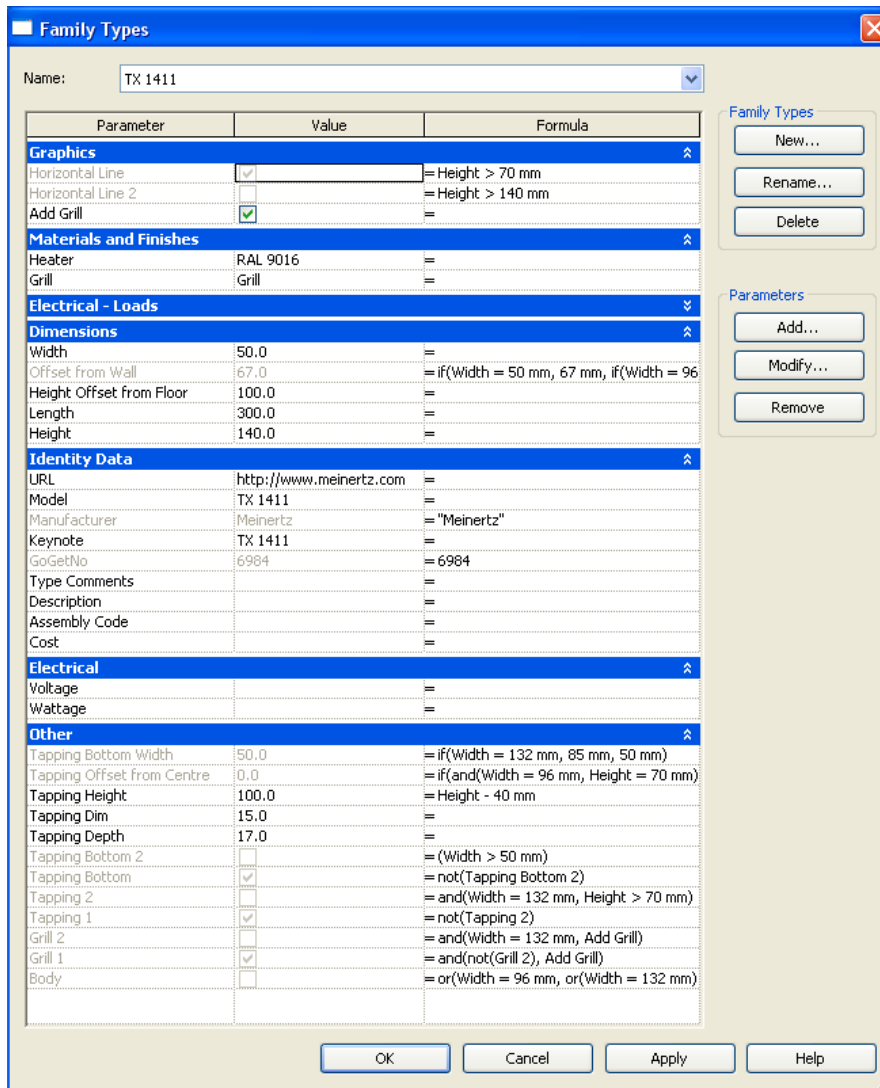 Family Types
Name: TX 1411
Parameter Value Formula
Graphics
Horizontal Line = Height > 70 mm
Horizontal Line 2 = Height > 140 mm
Add Grill =
Materials and Finishes
Heater RAL 9016 =
Grill Grill =
Electrical - Loads
Dimensions
Width 50.0 =
Offset from Wall 67.0 = if(Width = 50 mm, 67 mm, if(Width = 96
Height Offset from Floor 100.0 =
Length 300.0 =
Height 140.0 =
Identity Data
URL http://www.meinertz.com =
Model TX 1411 =
Manufacturer Meinertz = "Meinertz"
Keynote TX 1411 =
GoGetNo 6984 = 6984
Type Comments =
Description =
Assembly Code =
Cost =
Electrical
Voltage =
Wattage =
Other
Tapping Bottom Width 50.0 = if(Width = 132 mm, 85 mm, 50 mm)
Tapping Offset from Centre 0.0 = if(and(Width = 96 mm, Height = 70 mm)
Tapping Height 100.0 = Height - 40 mm
Tapping Dim 15.0 =
Tapping Depth 17.0 =
Tapping Bottom 2 = (Width > 50 mm)
Tapping Bottom = not(Tapping Bottom 2)
Tapping 2 = and(Width = 132 mm, Height > 70 mm)
Tapping 1 = not(Tapping 2)
Grill 2 = and(Width = 132 mm, Add Grill)
Grill 1 = and(not(Grill 2), Add Grill)
Body = or(Width = 96 mm, or(Width = 132 mm)
Family Types
New...
Rename...
Delete
Parameters
Add...
Modify...
Remove
OK Cancel Apply Help